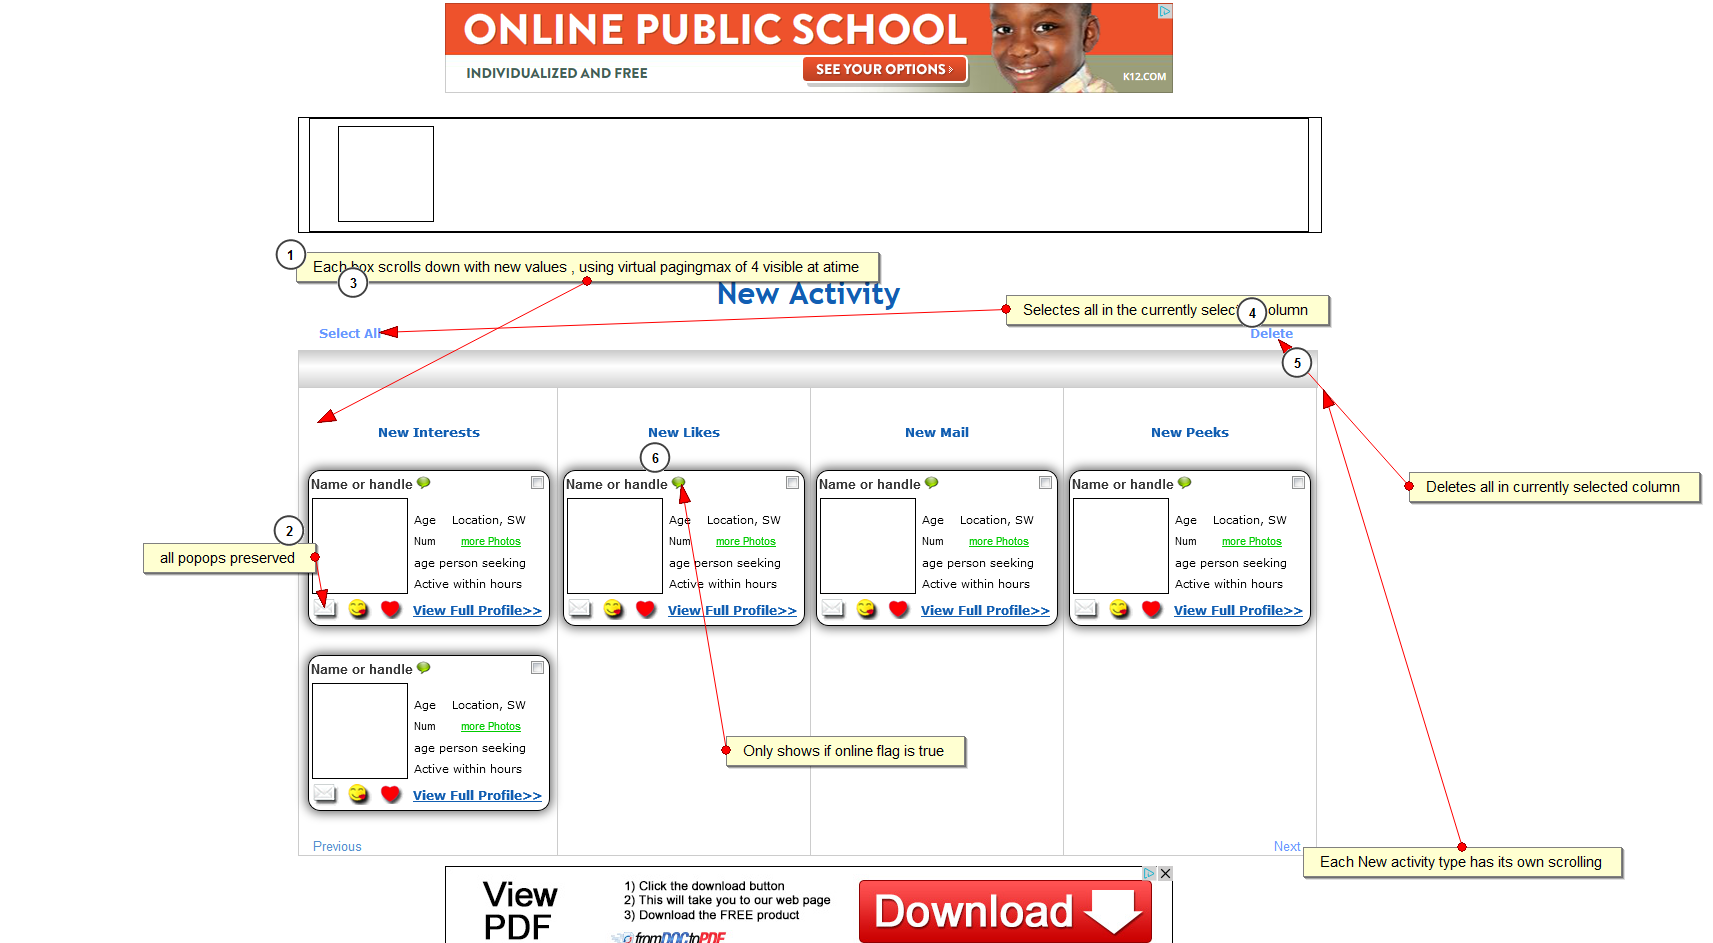 ONLINE PUBLIC SCHOOL
INDIVIDUALIZED AND FREE
SEE YOUR OPTIONS
K12.COM
1
Each box scrolls down with new values , using virtual pagingmax of 4 visible at atime
3
New Activity
Selectes all in the currently selec olumn
4
Select All
Delete
5
New Interests
New Likes
New Mail
New Peeks
6
Name or handle
Name or handle
Name or handle
Name or handle
Deletes all in currently selected column
Age Location, SW
Age Location, SW
Age Location, SW
Age Location, SW
2
Num more Photos
Num more Photos
Num more Photos
Num more Photos
all popops preserved
age person seeking
age person seeking
age person seeking
age person seeking
Active within hours
Active within hours
Active within hours
Active within hours
View Full Profile>>
View Full Profile>>
View Full Profile>>
View Full Profile>>
Name or handle
Age Location, SW
Num more Photos
age person seeking
Active within hours
View Full Profile>>
Only shows if online flag is true
Previous
Next
Each New activity type has its own scrolling
View
PDF
1) Click the download button
2) This will take you to our web page
3) Download the FREE product
fromDOCtoPDF
Download